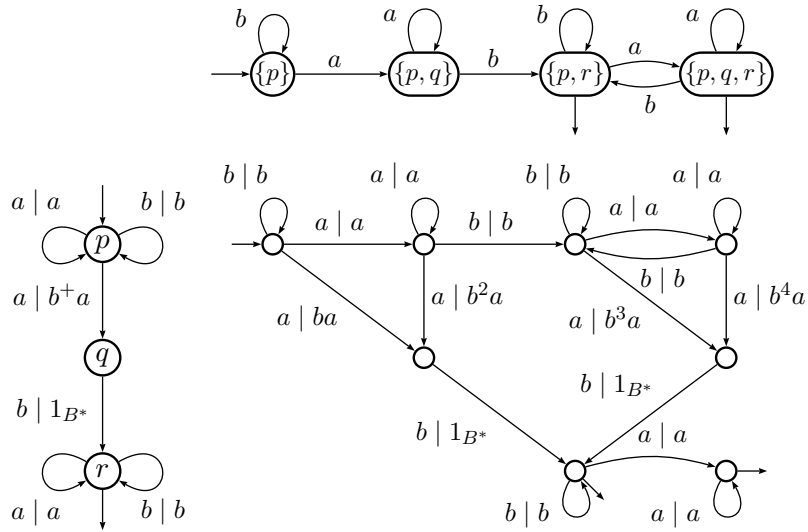 b a b a
a b a
{p} {p, q} {p, r} {p, q, r}
b
b | b a | a b | b a | a
a | a b | b a | a b | b a | a
p
b | b
a | b⁺a a | b²a a | b⁴a
a | ba a | b³a
q
b | 1_{B*}
b | 1_{B*} b | 1_{B*} a | a
r
a | a b | b b | b a | a